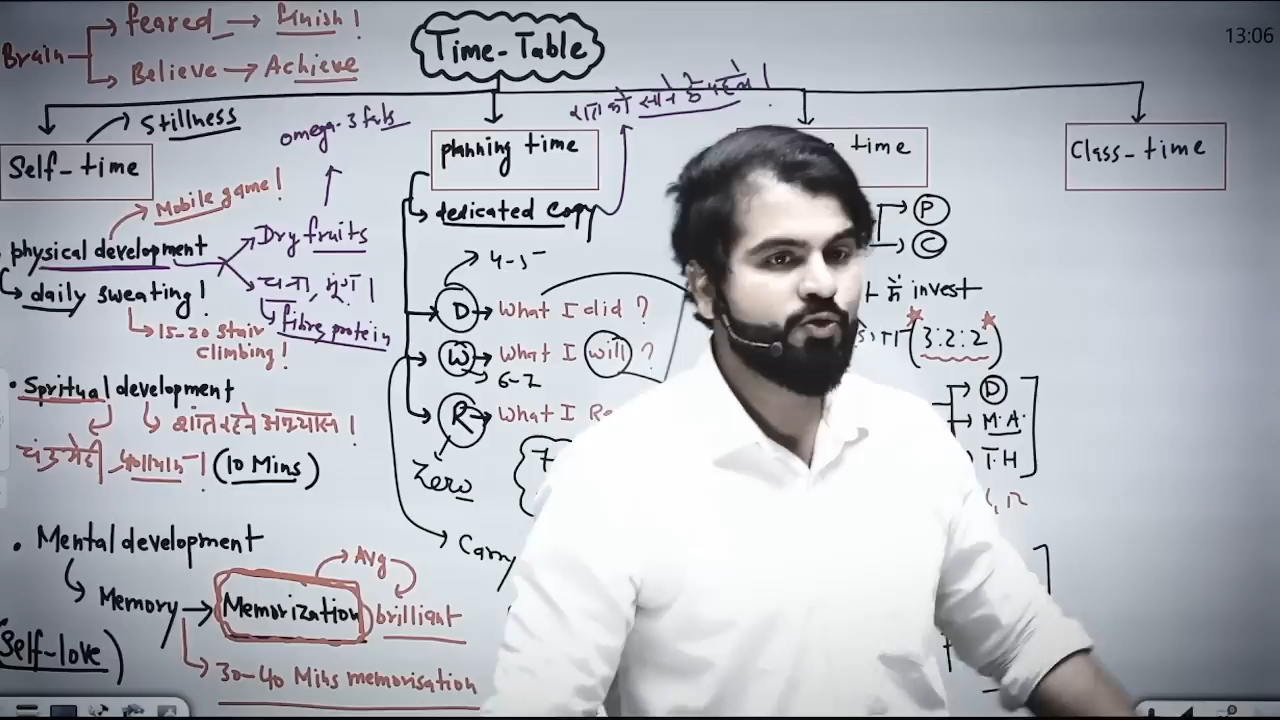 Brain
feared → finish!
Believe → Achieve
Time-Table
13:06
Stillness
omega-3 fats
Self-time
planning time
time
Class-time
Mobile game!
dedicated copy
P
C
physical development
Dry fruits
daily sweating!
चना, मूंग।
fibre protein
4-5
D → What I did?
में invest
15-20 stair
climbing!
W → What I will?
6-7
(3:2:2)
Spritual development
R → What I Re
D
M.A.
T.H
शांत रहने अभ्यास!
(10 Mins)
Zero
7
Mental development
Carry
Avg
Memory → Memorization
brilliant
(Self-love)
30-40 Mins memorisation